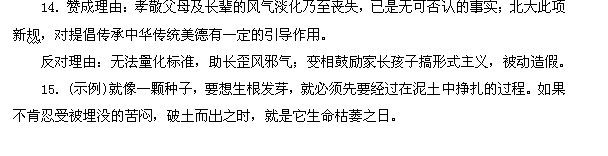 14. 赞成理由：孝敬父母及长辈的风气淡化乃至丧失，已是无可否认的事实；北大此项
新规，对提倡传承中华传统美德有一定的引导作用。
反对理由：无法量化标准，助长歪风邪气；变相鼓励家长孩子搞形式主义，被动造假。
15. (示例)就像一颗种子，要想生根发芽，就必须先要经过在泥土中挣扎的过程。如果
不肯忍受被埋没的苦闷，破土而出之时，就是它生命枯萎之日。